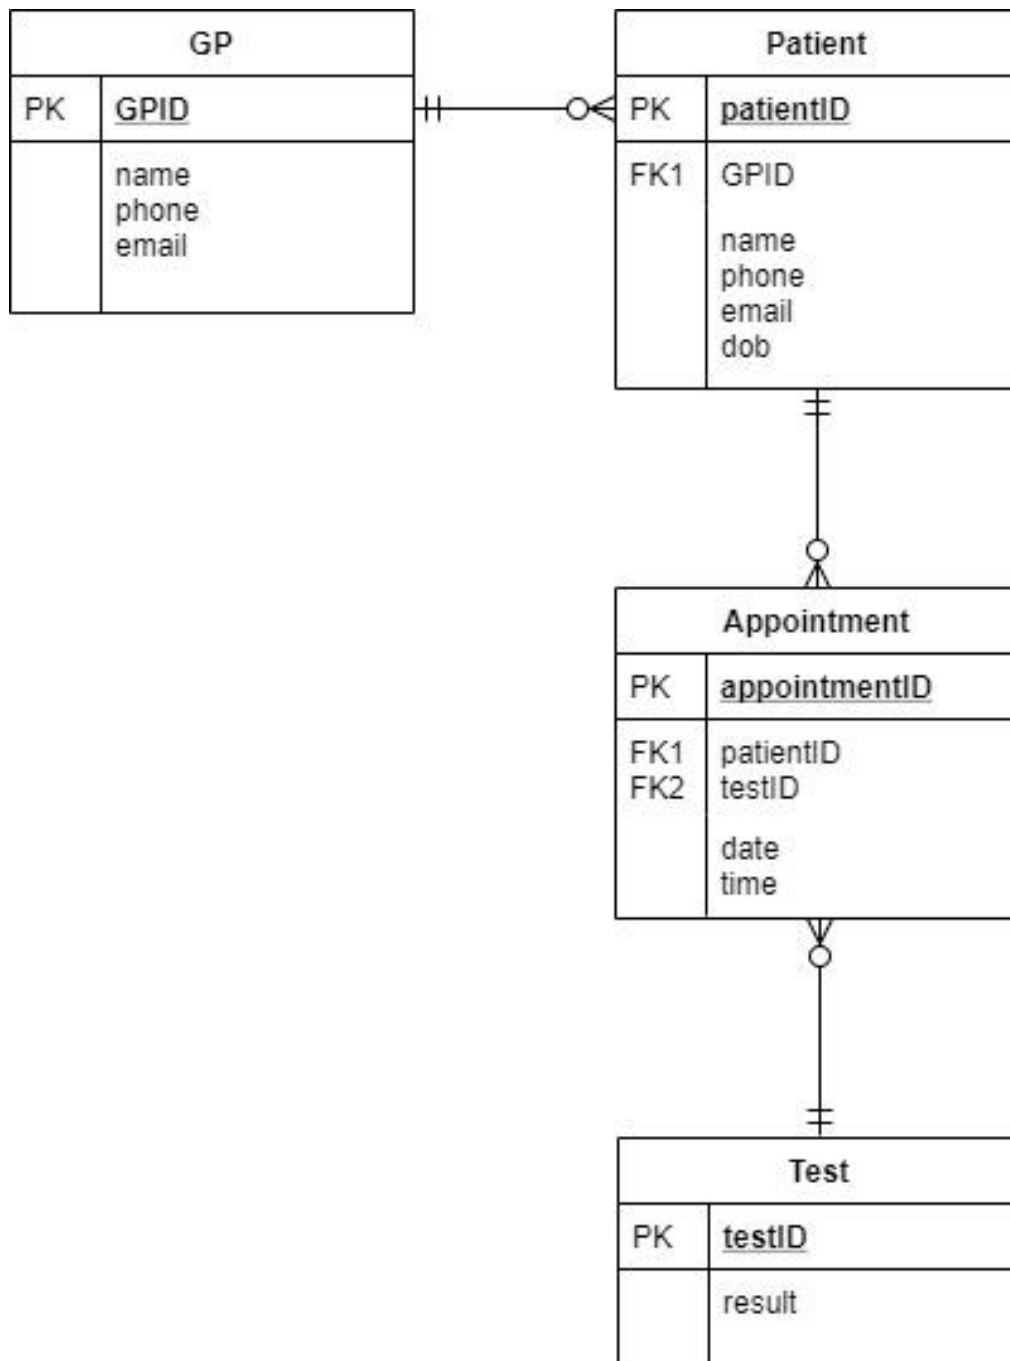 GP
PK GPID
name
phone
email
Patient
PK patientID
FK1 GPID
name
phone
email
dob
Appointment
PK appointmentID
FK1 patientID
FK2 testID
date
time
Test
PK testID
result